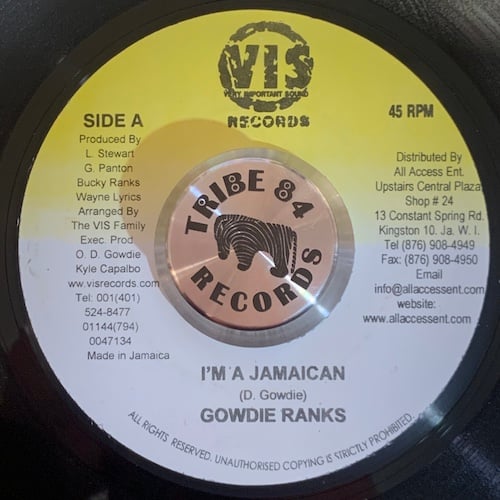 VIS
VERY IMPORTANT SOUND
RECORDS
SIDE A
45 RPM
Produced By
L. Stewart
G. Panton
Bucky Ranks
Wayne Lyrics
Arranged By
The VIS Family
Exec. Prod
O. D. Gowdie
Kyle Capalbo
ww.visrecords.com
Tel: 001(401)
524-8477
01144(794)
0047134
Made in Jamaica
TRIBE 84
RECORDS
Distributed By
All Access Ent.
Upstairs Central Plaza
Shop # 24
13 Constant Spring Rd.
Kingston 10. Ja. W. I.
Tel (876) 908-4949
Fax: (876) 908-4950
Email
info@allaccessent.com
website:
www.allaccessent.com
I'M A JAMAICAN
(D. Gowdie)
GOWDIE RANKS
ALL RIGHTS RESERVED. UNAUTHORISED COPYING IS STRICTLY PROHIBITED.